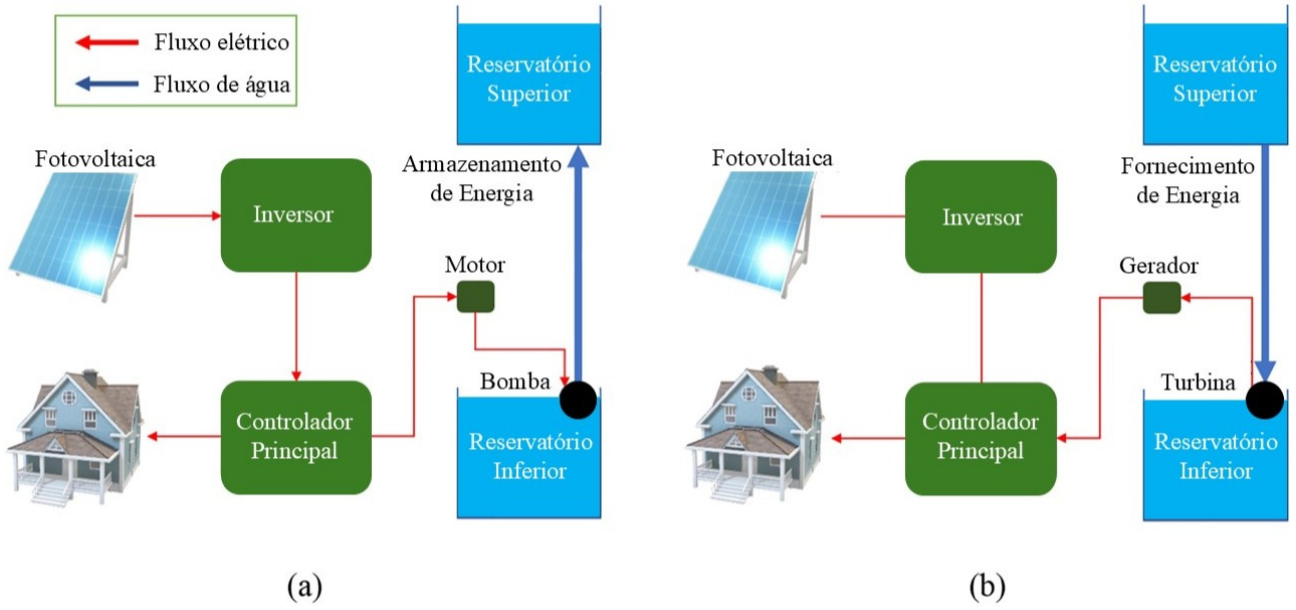 Fluxo elétrico
Fluxo de água
Reservatório
Superior
Fotovoltaica
Inversor
Armazenamento
de Energia
Motor
Bomba
Controlador
Principal
Reservatório
Inferior
(a)
Reservatório
Superior
Fotovoltaica
Inversor
Fornecimento
de Energia
Gerador
Turbina
Controlador
Principal
Reservatório
Inferior
(b)